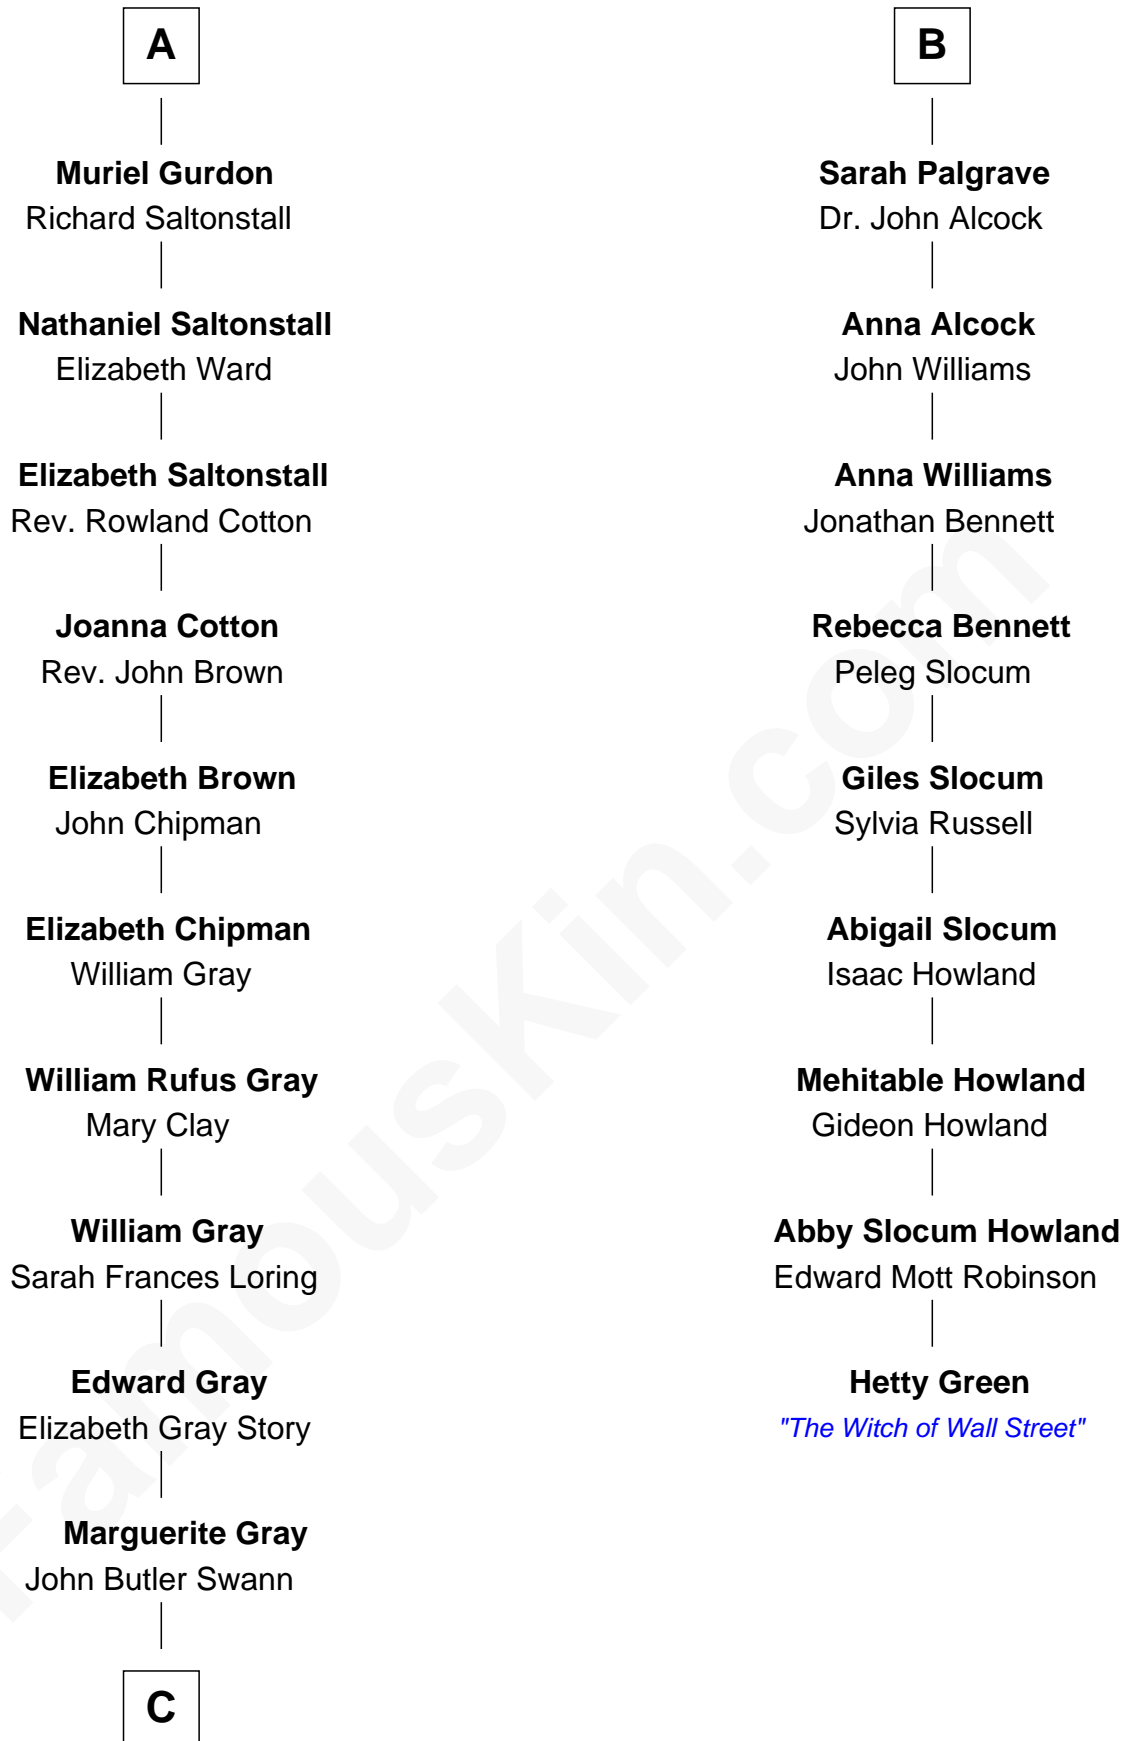 A
Muriel Gurdon
Richard Saltonstall
Nathaniel Saltonstall
Elizabeth Ward
Elizabeth Saltonstall
Rev. Rowland Cotton
Joanna Cotton
Rev. John Brown
Elizabeth Brown
John Chipman
Elizabeth Chipman
William Gray
William Rufus Gray
Mary Clay
William Gray
Sarah Frances Loring
Edward Gray
Elizabeth Gray Story
Marguerite Gray
John Butler Swann
C
B
Sarah Palgrave
Dr. John Alcock
Anna Alcock
John Williams
Anna Williams
Jonathan Bennett
Rebecca Bennett
Peleg Slocum
Giles Slocum
Sylvia Russell
Abigail Slocum
Isaac Howland
Mehitable Howland
Gideon Howland
Abby Slocum Howland
Edward Mott Robinson
Hetty Green
"The Witch of Wall Street"
FamousKin.com